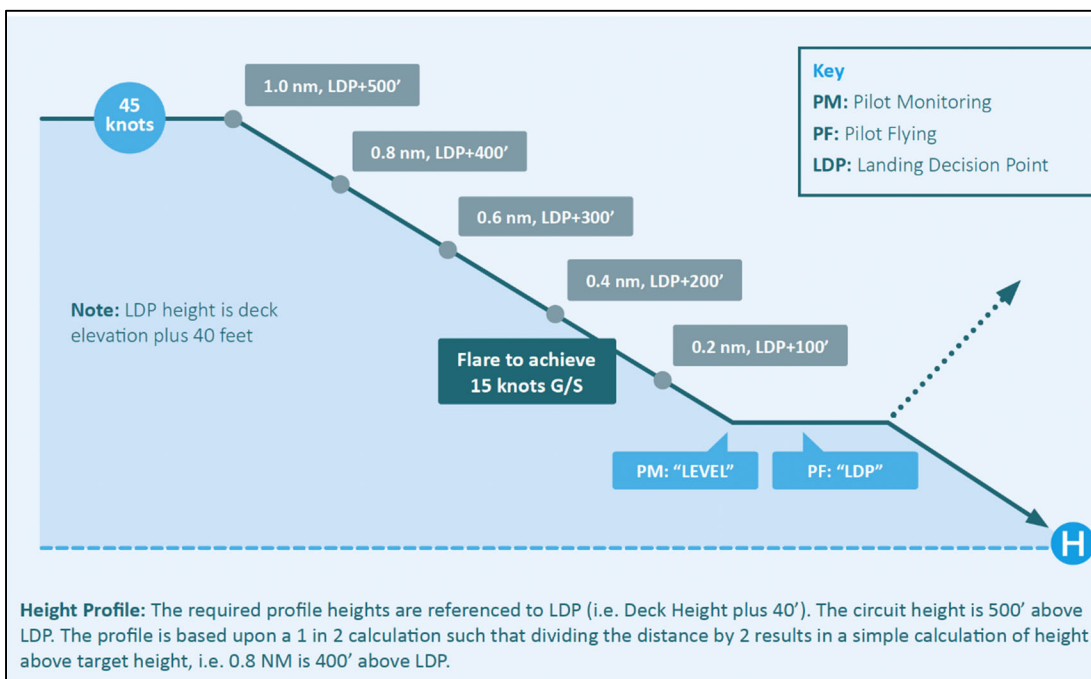 45
knots
1.0 nm, LDP+500’
0.8 nm, LDP+400’
0.6 nm, LDP+300’
0.4 nm, LDP+200’
0.2 nm, LDP+100’
Key
PM: Pilot Monitoring
PF: Pilot Flying
LDP: Landing Decision Point
Note: LDP height is deck
elevation plus 40 feet
Flare to achieve
15 knots G/S
PM: “LEVEL”
PF: “LDP”
H
Height Profile: The required profile heights are referenced to LDP (i.e. Deck Height plus 40’). The circuit height is 500’ above
LDP. The profile is based upon a 1 in 2 calculation such that dividing the distance by 2 results in a simple calculation of height
above target height, i.e. 0.8 NM is 400’ above LDP.